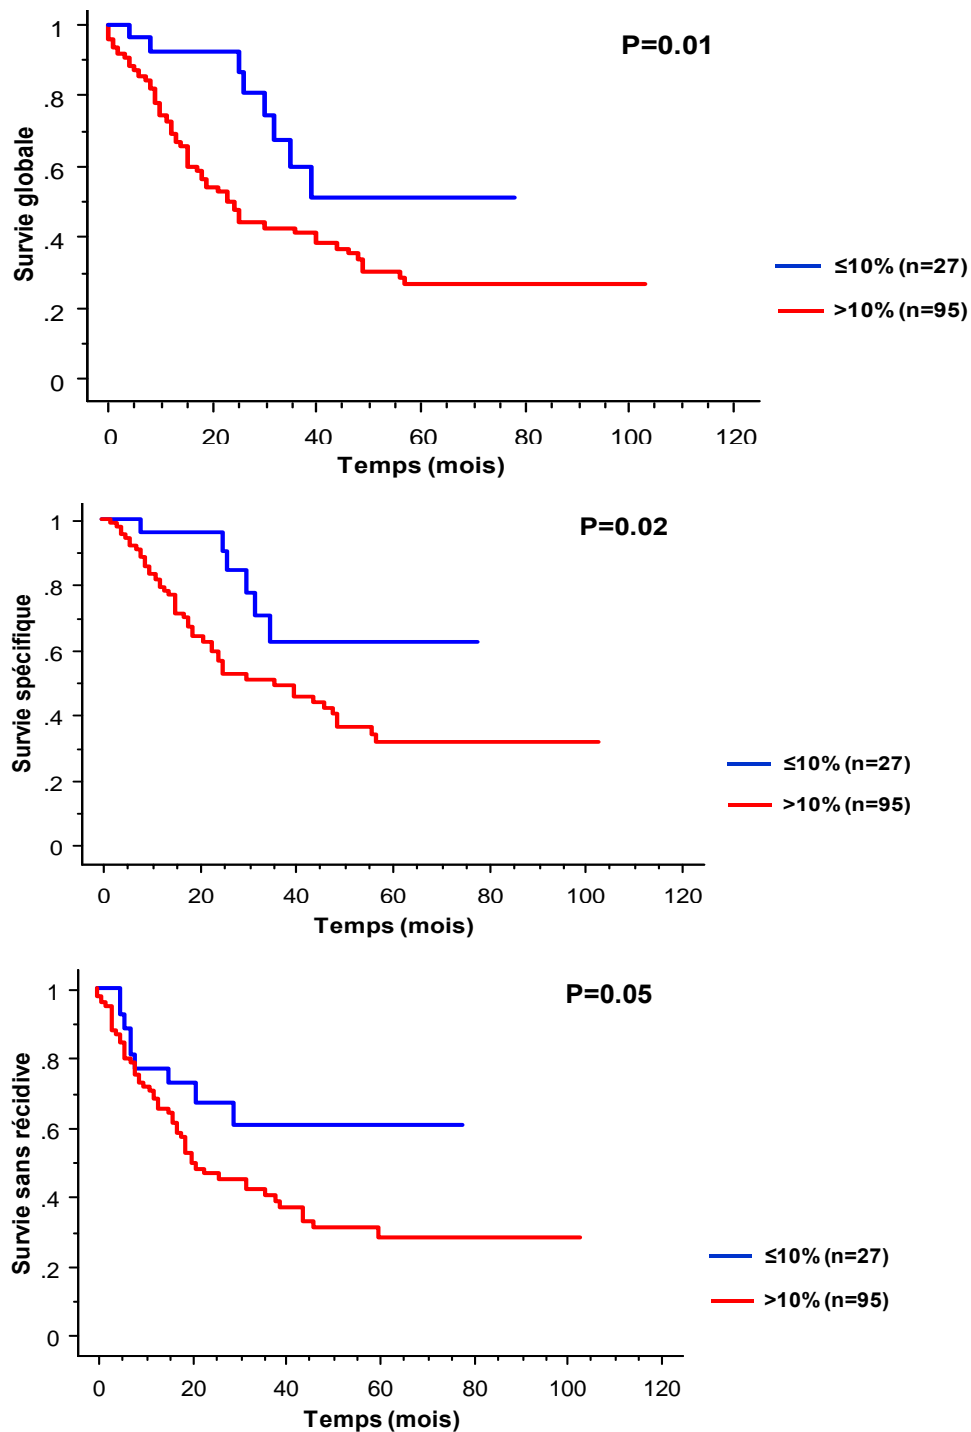 P=0.01
1
.8
.6
.4
.2
0
Survie globale
≤10% (n=27)
>10% (n=95)
0 20 40 60 80 100 120
Temps (mois)
P=0.02
1
.8
.6
.4
.2
0
Survie spécifique
≤10% (n=27)
>10% (n=95)
0 20 40 60 80 100 120
Temps (mois)
P=0.05
1
.8
.6
.4
.2
0
Survie sans récidive
≤10% (n=27)
>10% (n=95)
0 20 40 60 80 100 120
Temps (mois)